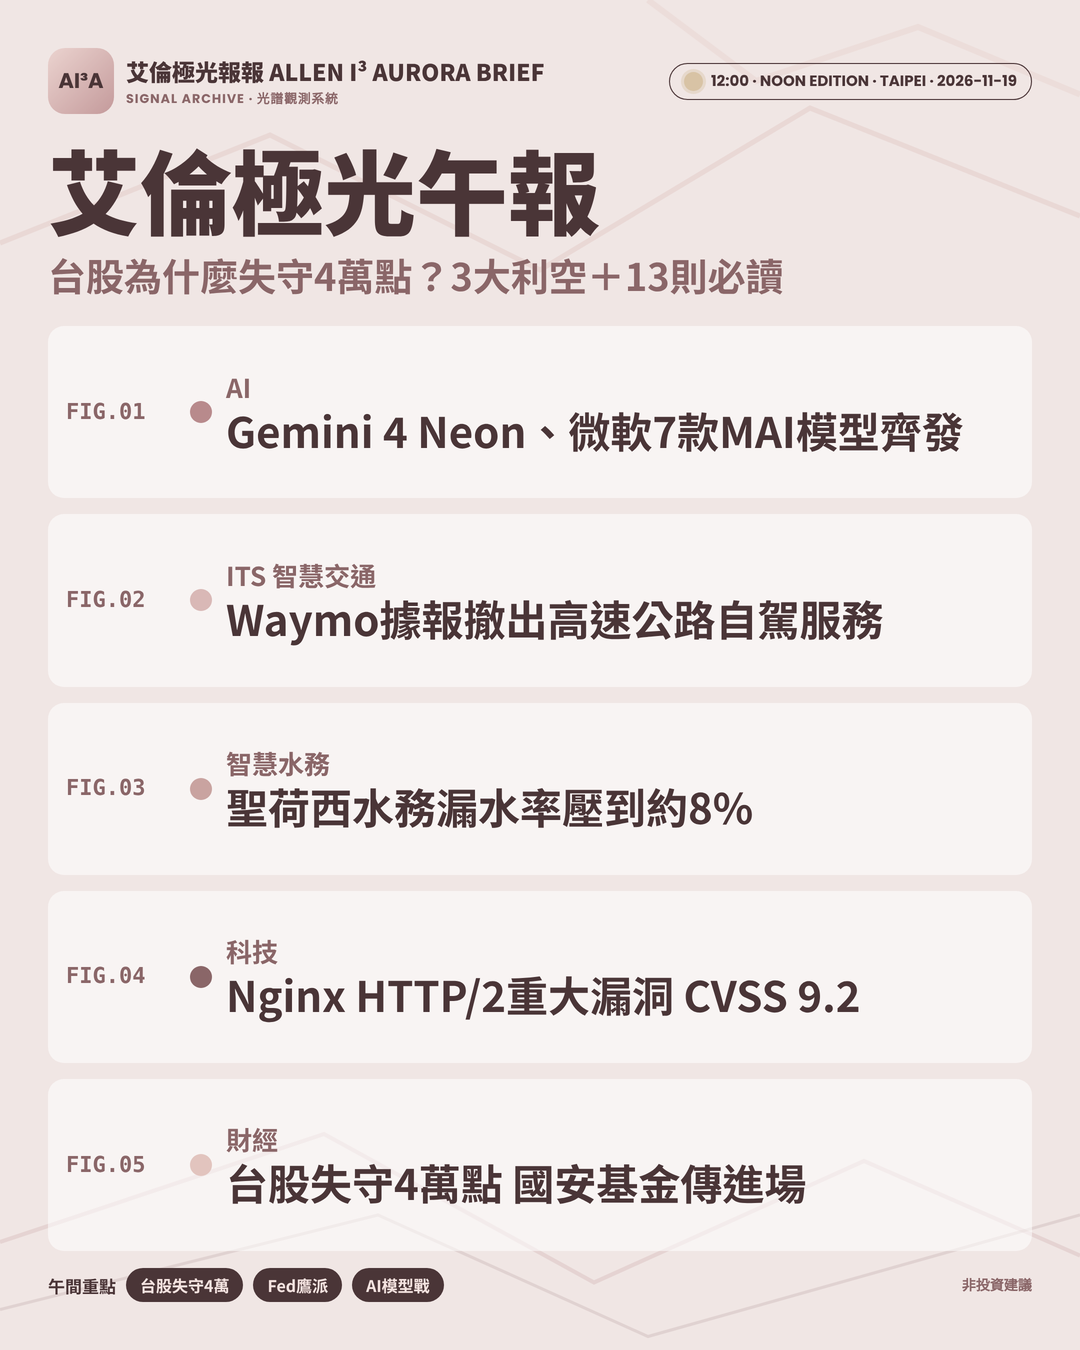 AI³A
艾倫極光報報 ALLEN I³ AURORA BRIEF
SIGNAL ARCHIVE · 光譜觀測系統
12:00 · NOON EDITION · TAIPEI · 2026-11-19
艾倫極光午報
台股為什麼失守4萬點？3大利空＋13則必讀
FIG.01
AI
Gemini 4 Neon、微軟7款MAI模型齊發
FIG.02
ITS 智慧交通
Waymo據報撤出高速公路自駕服務
FIG.03
智慧水務
聖荷西水務漏水率壓到約8%
FIG.04
科技
Nginx HTTP/2重大漏洞 CVSS 9.2
FIG.05
財經
台股失守4萬點 國安基金傳進場
午間重點
台股失守4萬
Fed鷹派
AI模型戰
非投資建議